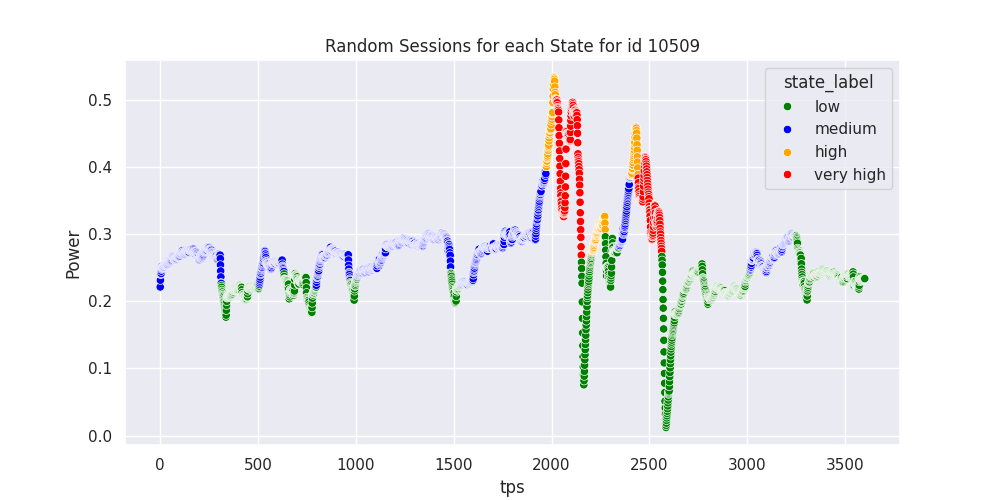 Random Sessions for each State for id 10509
Power
0.5
0.4
0.3
0.2
0.1
0.0
state_label
low
medium
high
very high
0 500 1000 1500 2000 2500 3000 3500
tps